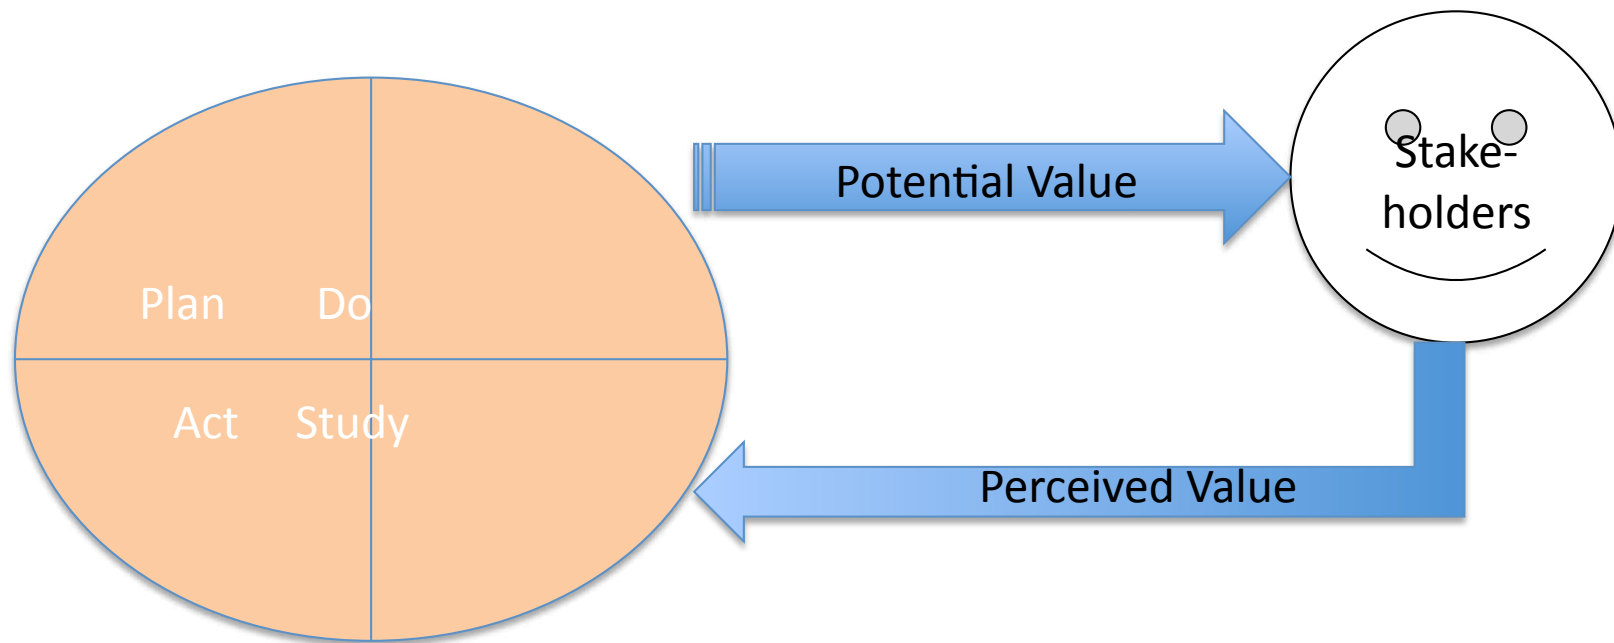 Plan Do
Act Study
Potential Value
Stake-
holders
Perceived Value